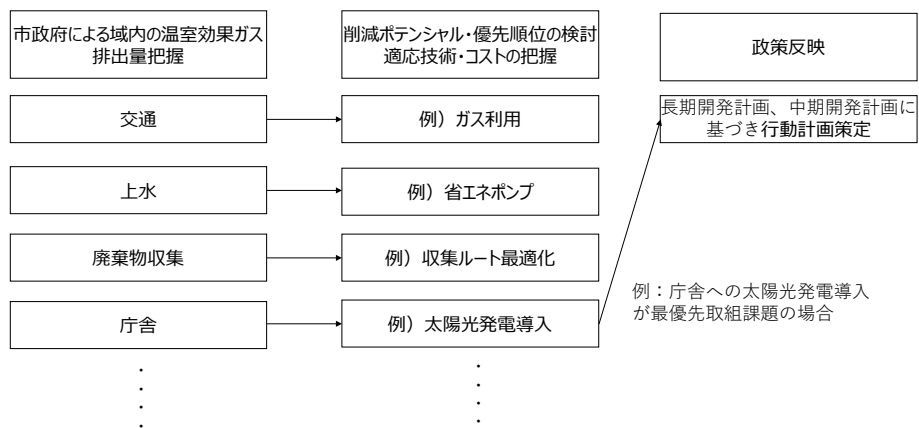 市政府による域内の温室効果ガス
排出量把握
削減ポテンシャル・優先順位の検討
適応技術・コストの把握
政策反映
交通
例）ガス利用
長期開発計画、中期開発計画に
基づき行動計画策定
上水
例）省エネポンプ
廃棄物収集
例）収集ルート最適化
庁舎
例）太陽光発電導入
例：庁舎への太陽光発電導入
が最優先取組課題の場合